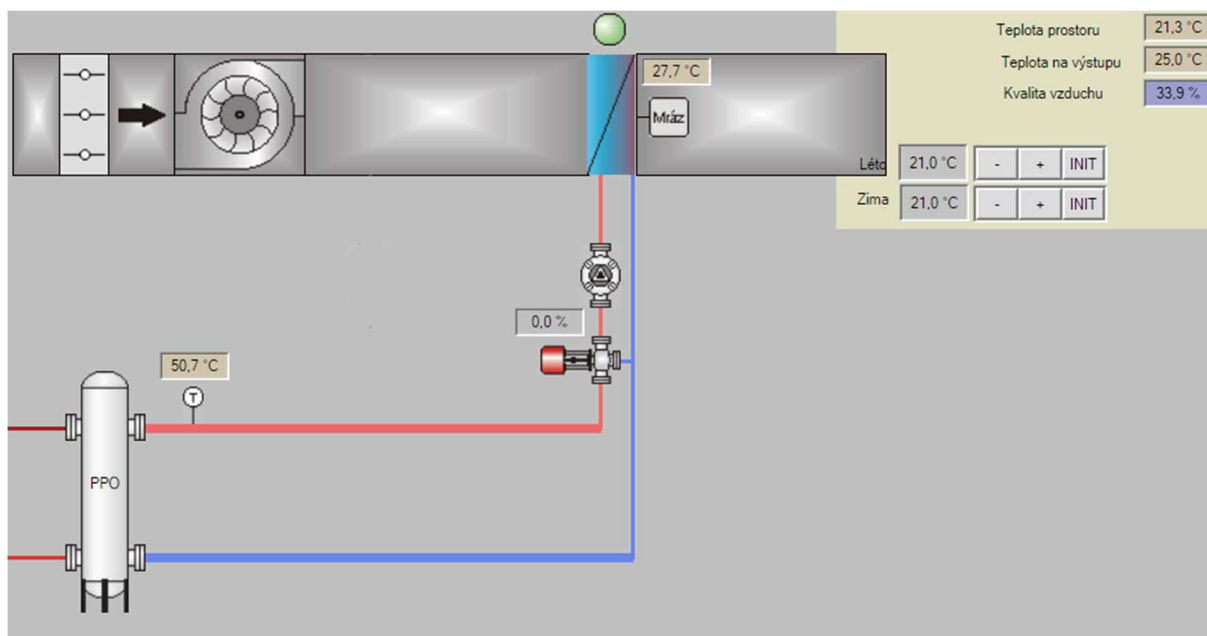 Teplota prostoru 21,3 °C
Teplota na výstupu 25,0 °C
Kvalita vzduchu 33,9 %
27,7 °C
Mráz
Léto 21,0 °C - + INIT
Zima 21,0 °C - + INIT
0,0 %
50,7 °C
T
PPO